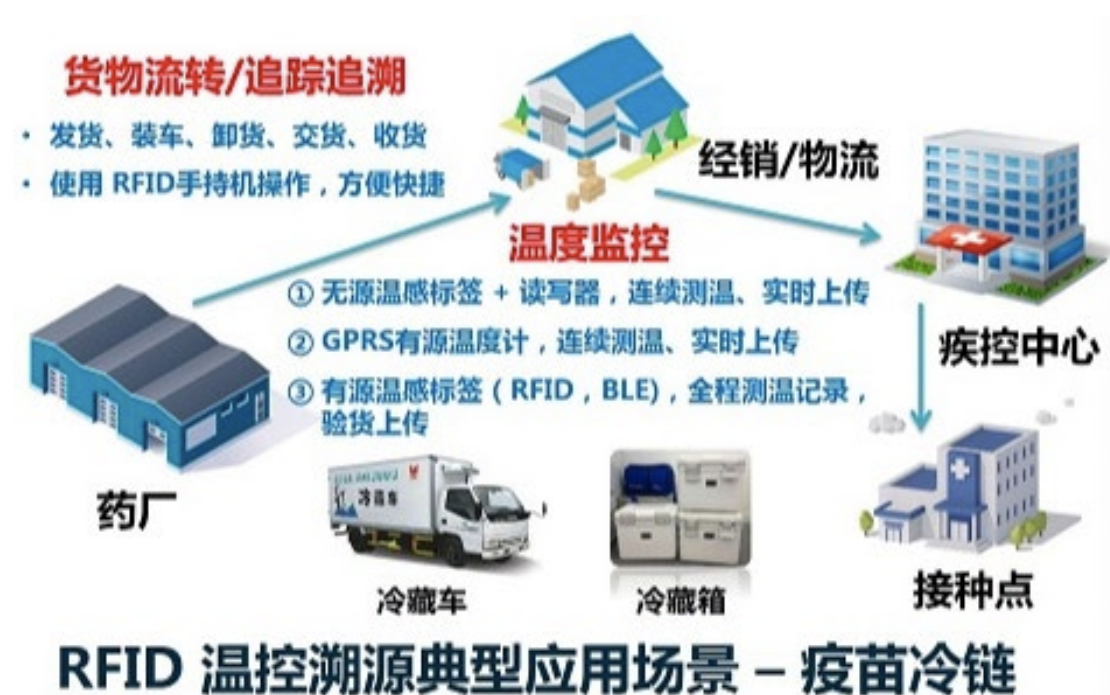 货物流转/追踪追溯
• 发货、装车、卸货、交货、收货
• 使用 RFID手持机操作，方便快捷
经销/物流
温度监控
① 无源温感标签 + 读写器，连续测温、实时上传
② GPRS有源温度计，连续测温、实时上传
③ 有源温感标签（RFID，BLE)，全程测温记录，
验货上传
疾控中心
药厂
冷藏车
冷藏车
冷藏箱
接种点
RFID 温控溯源典型应用场景 – 疫苗冷链